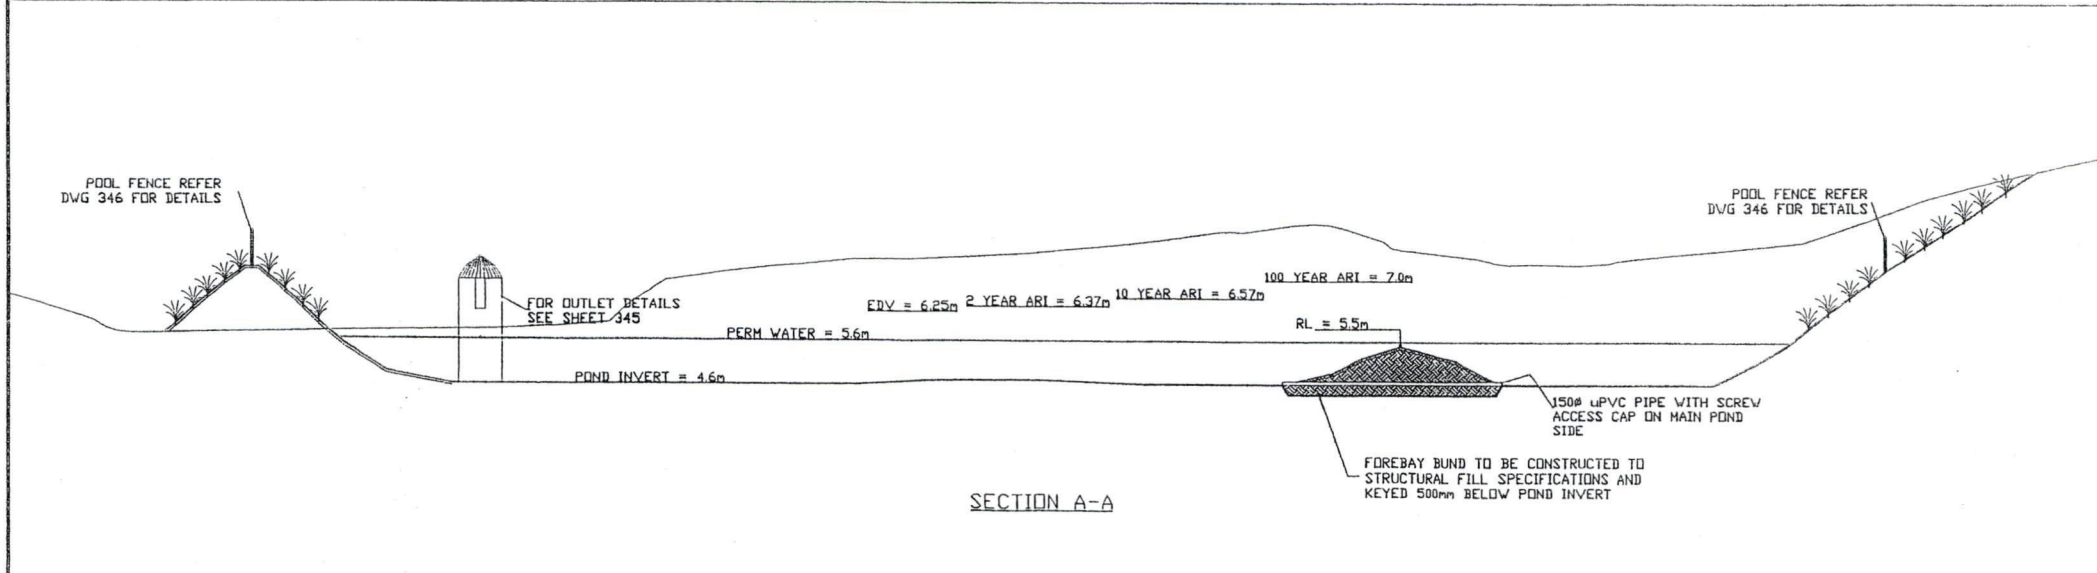 POOL FENCE REFER
DWG 346 FOR DETAILS
POOL FENCE REFER
DWG 346 FOR DETAILS
FOR OUTLET DETAILS
SEE SHEET 345
EDV = 6.25m
2 YEAR ARI = 6.37m
10 YEAR ARI = 6.57m
100 YEAR ARI = 7.0m
PERM WATER = 5.6m
RL = 5.5m
POND INVERT = 4.6m
150ø uPVC PIPE WITH SCREW
ACCESS CAP ON MAIN POND
SIDE
FOREBAY BUND TO BE CONSTRUCTED TO
STRUCTURAL FILL SPECIFICATIONS AND
KEYED 500mm BELOW POND INVERT
SECTION A-A